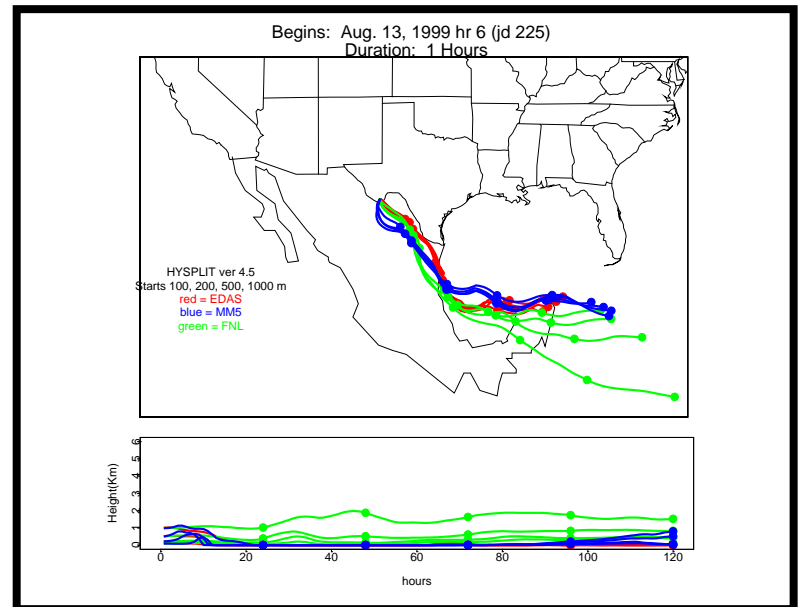 Begins:  Aug. 13, 1999 hr 6 (jd 225)
Duration:  1 Hours
HYSPLIT ver 4.5
Starts 100, 200, 500, 1000 m
red = EDAS
blue = MM5
green = FNL
Height(Km)
6
5
4
3
2
1
0
0 20 40 60 80 100 120
hours